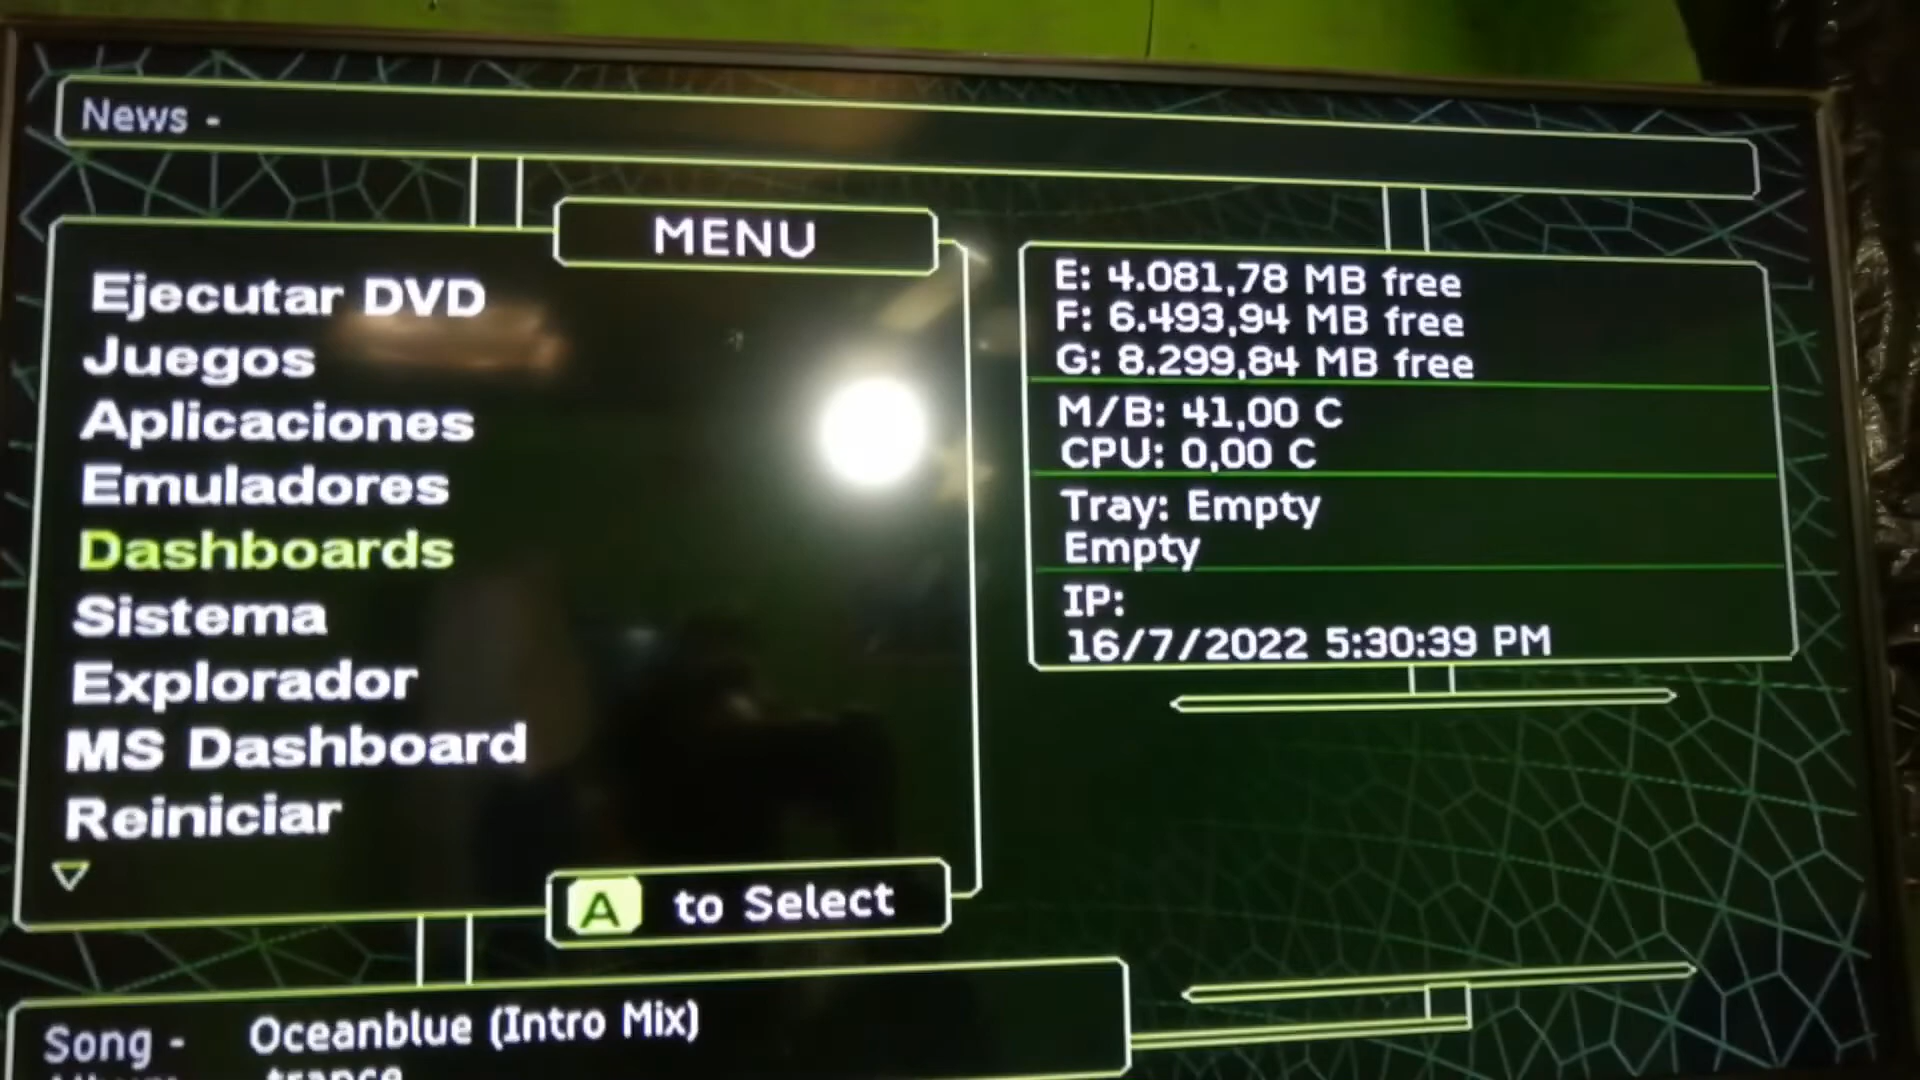 News -
MENU
Ejecutar DVD
Juegos
Aplicaciones
Emuladores
Dashboards
Sistema
Explorador
MS Dashboard
Reiniciar
A to Select
E: 4.081,78 MB free
F: 6.493,94 MB free
G: 8.299,84 MB free
M/B: 41,00 C
CPU: 0,00 C
Tray: Empty
Empty
IP:
16/7/2022 5:30:39 PM
Song - Oceanblue (Intro Mix)
trance